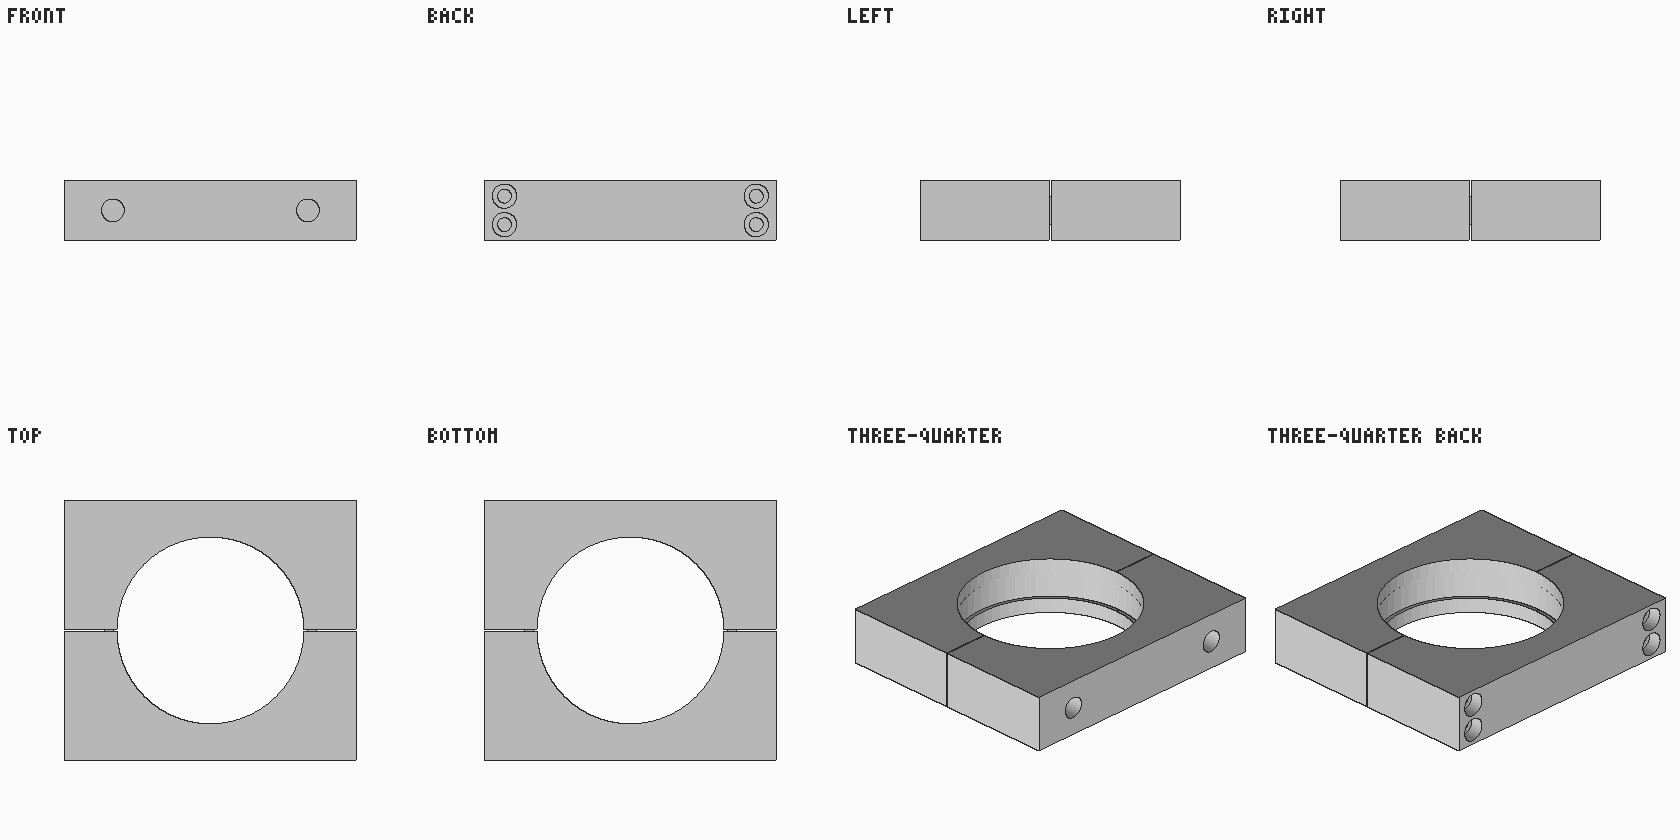 FRONT
BACK
LEFT
RIGHT
TOP
BOTTOM
THREE-QUARTER
THREE-QUARTER BACK